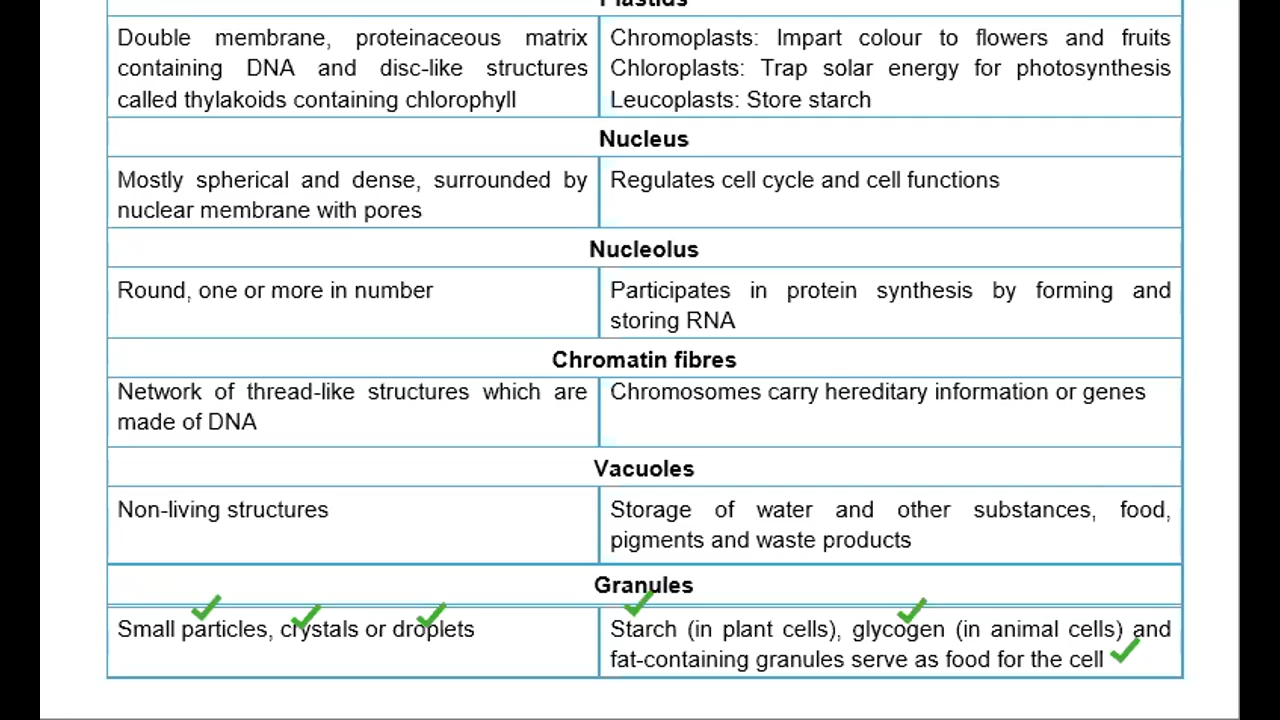 Plastids
Double membrane, proteinaceous matrix
containing DNA and disc-like structures
called thylakoids containing chlorophyll
Chromoplasts: Impart colour to flowers and fruits
Chloroplasts: Trap solar energy for photosynthesis
Leucoplasts: Store starch
Nucleus
Mostly spherical and dense, surrounded by
nuclear membrane with pores
Regulates cell cycle and cell functions
Nucleolus
Round, one or more in number
Participates in protein synthesis by forming and
storing RNA
Chromatin fibres
Network of thread-like structures which are
made of DNA
Chromosomes carry hereditary information or genes
Vacuoles
Non-living structures
Storage of water and other substances, food,
pigments and waste products
Granules
Small particles, crystals or droplets
Starch (in plant cells), glycogen (in animal cells) and
fat-containing granules serve as food for the cell